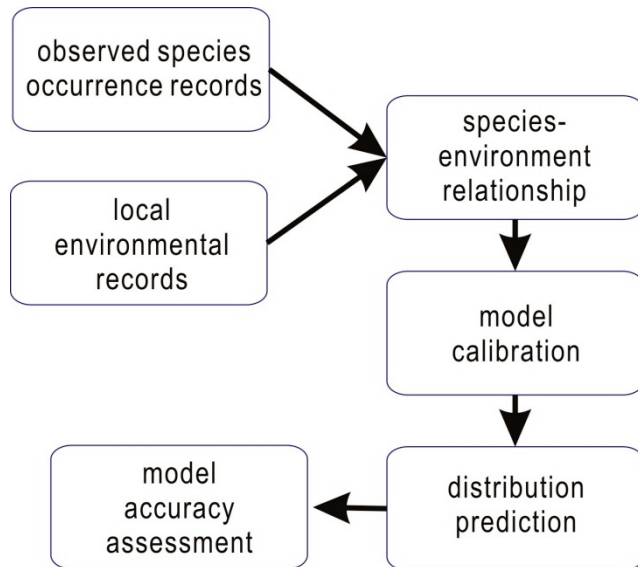 observed species
occurrence records
local
environmental
records
species-
environment
relationship
model
calibration
distribution
prediction
model
accuracy
assessment